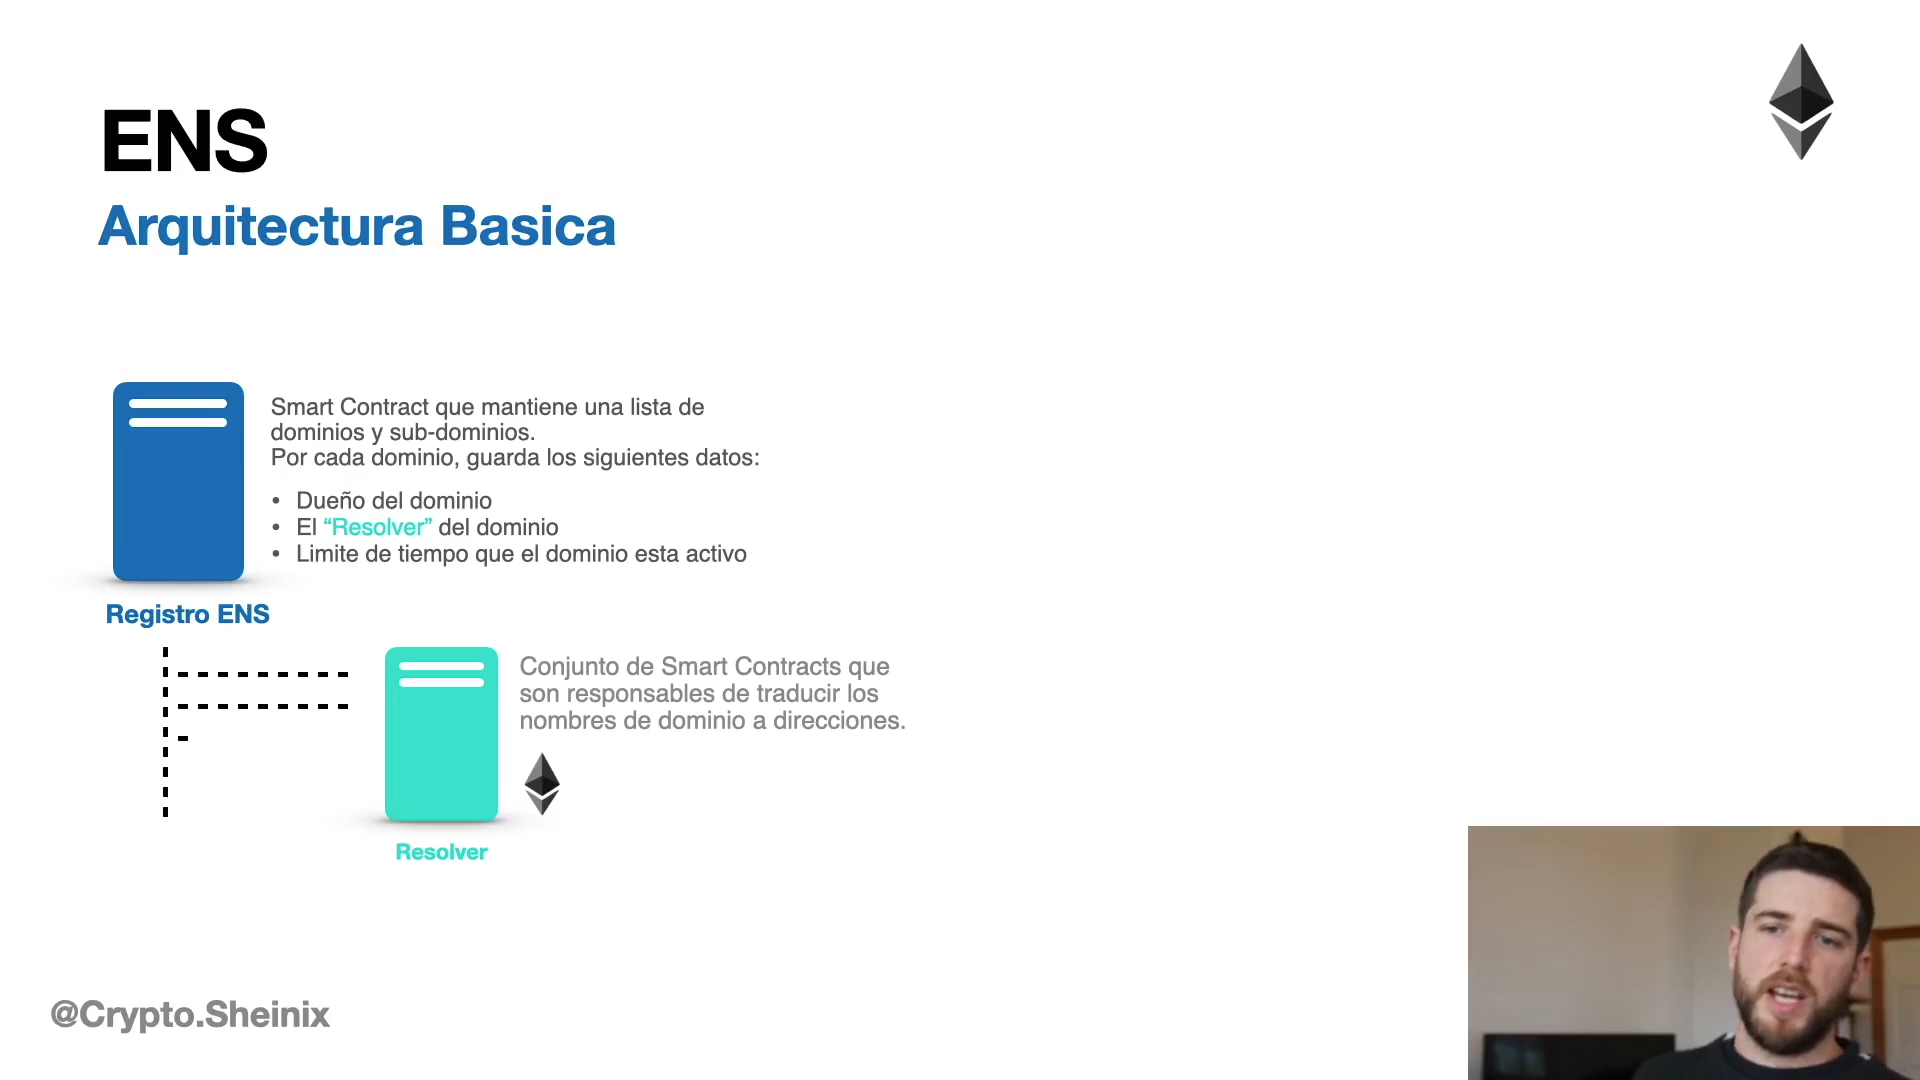 ENS
Arquitectura Basica
Smart Contract que mantiene una lista de
dominios y sub-dominios.
Por cada dominio, guarda los siguientes datos:
• Dueño del dominio
• El “Resolver” del dominio
• Limite de tiempo que el dominio esta activo
Registro ENS
Conjunto de Smart Contracts que
son responsables de traducir los
nombres de dominio a direcciones.
Resolver
@Crypto.Sheinix